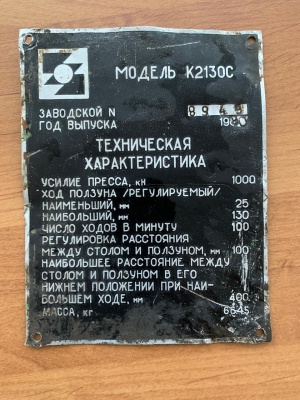 МОДЕЛЬ К2130С
ЗАВОДСКОЙ N
ГОД ВЫПУСКА
ТЕХНИЧЕСКАЯ
ХАРАКТЕРИСТИКА
УСИЛИЕ ПРЕССА, кН 1000
ХОД ПОЛЗУНА /РЕГУЛИРУЕМЫЙ/
НАИМЕНЬШИЙ, мм 25
НАИБОЛЬШИЙ, мм 130
ЧИСЛО ХОДОВ В МИНУТУ 100
РЕГУЛИРОВКА РАССТОЯНИЯ
МЕЖДУ СТОЛОМ И ПОЛЗУНОМ, мм 100
НАИБОЛЬШЕЕ РАССТОЯНИЕ МЕЖДУ
СТОЛОМ И ПОЛЗУНОМ В ЕГО
НИЖНЕМ ПОЛОЖЕНИИ ПРИ НАИ-
БОЛЬШЕМ ХОДЕ, мм 400
МАССА, кг 6645